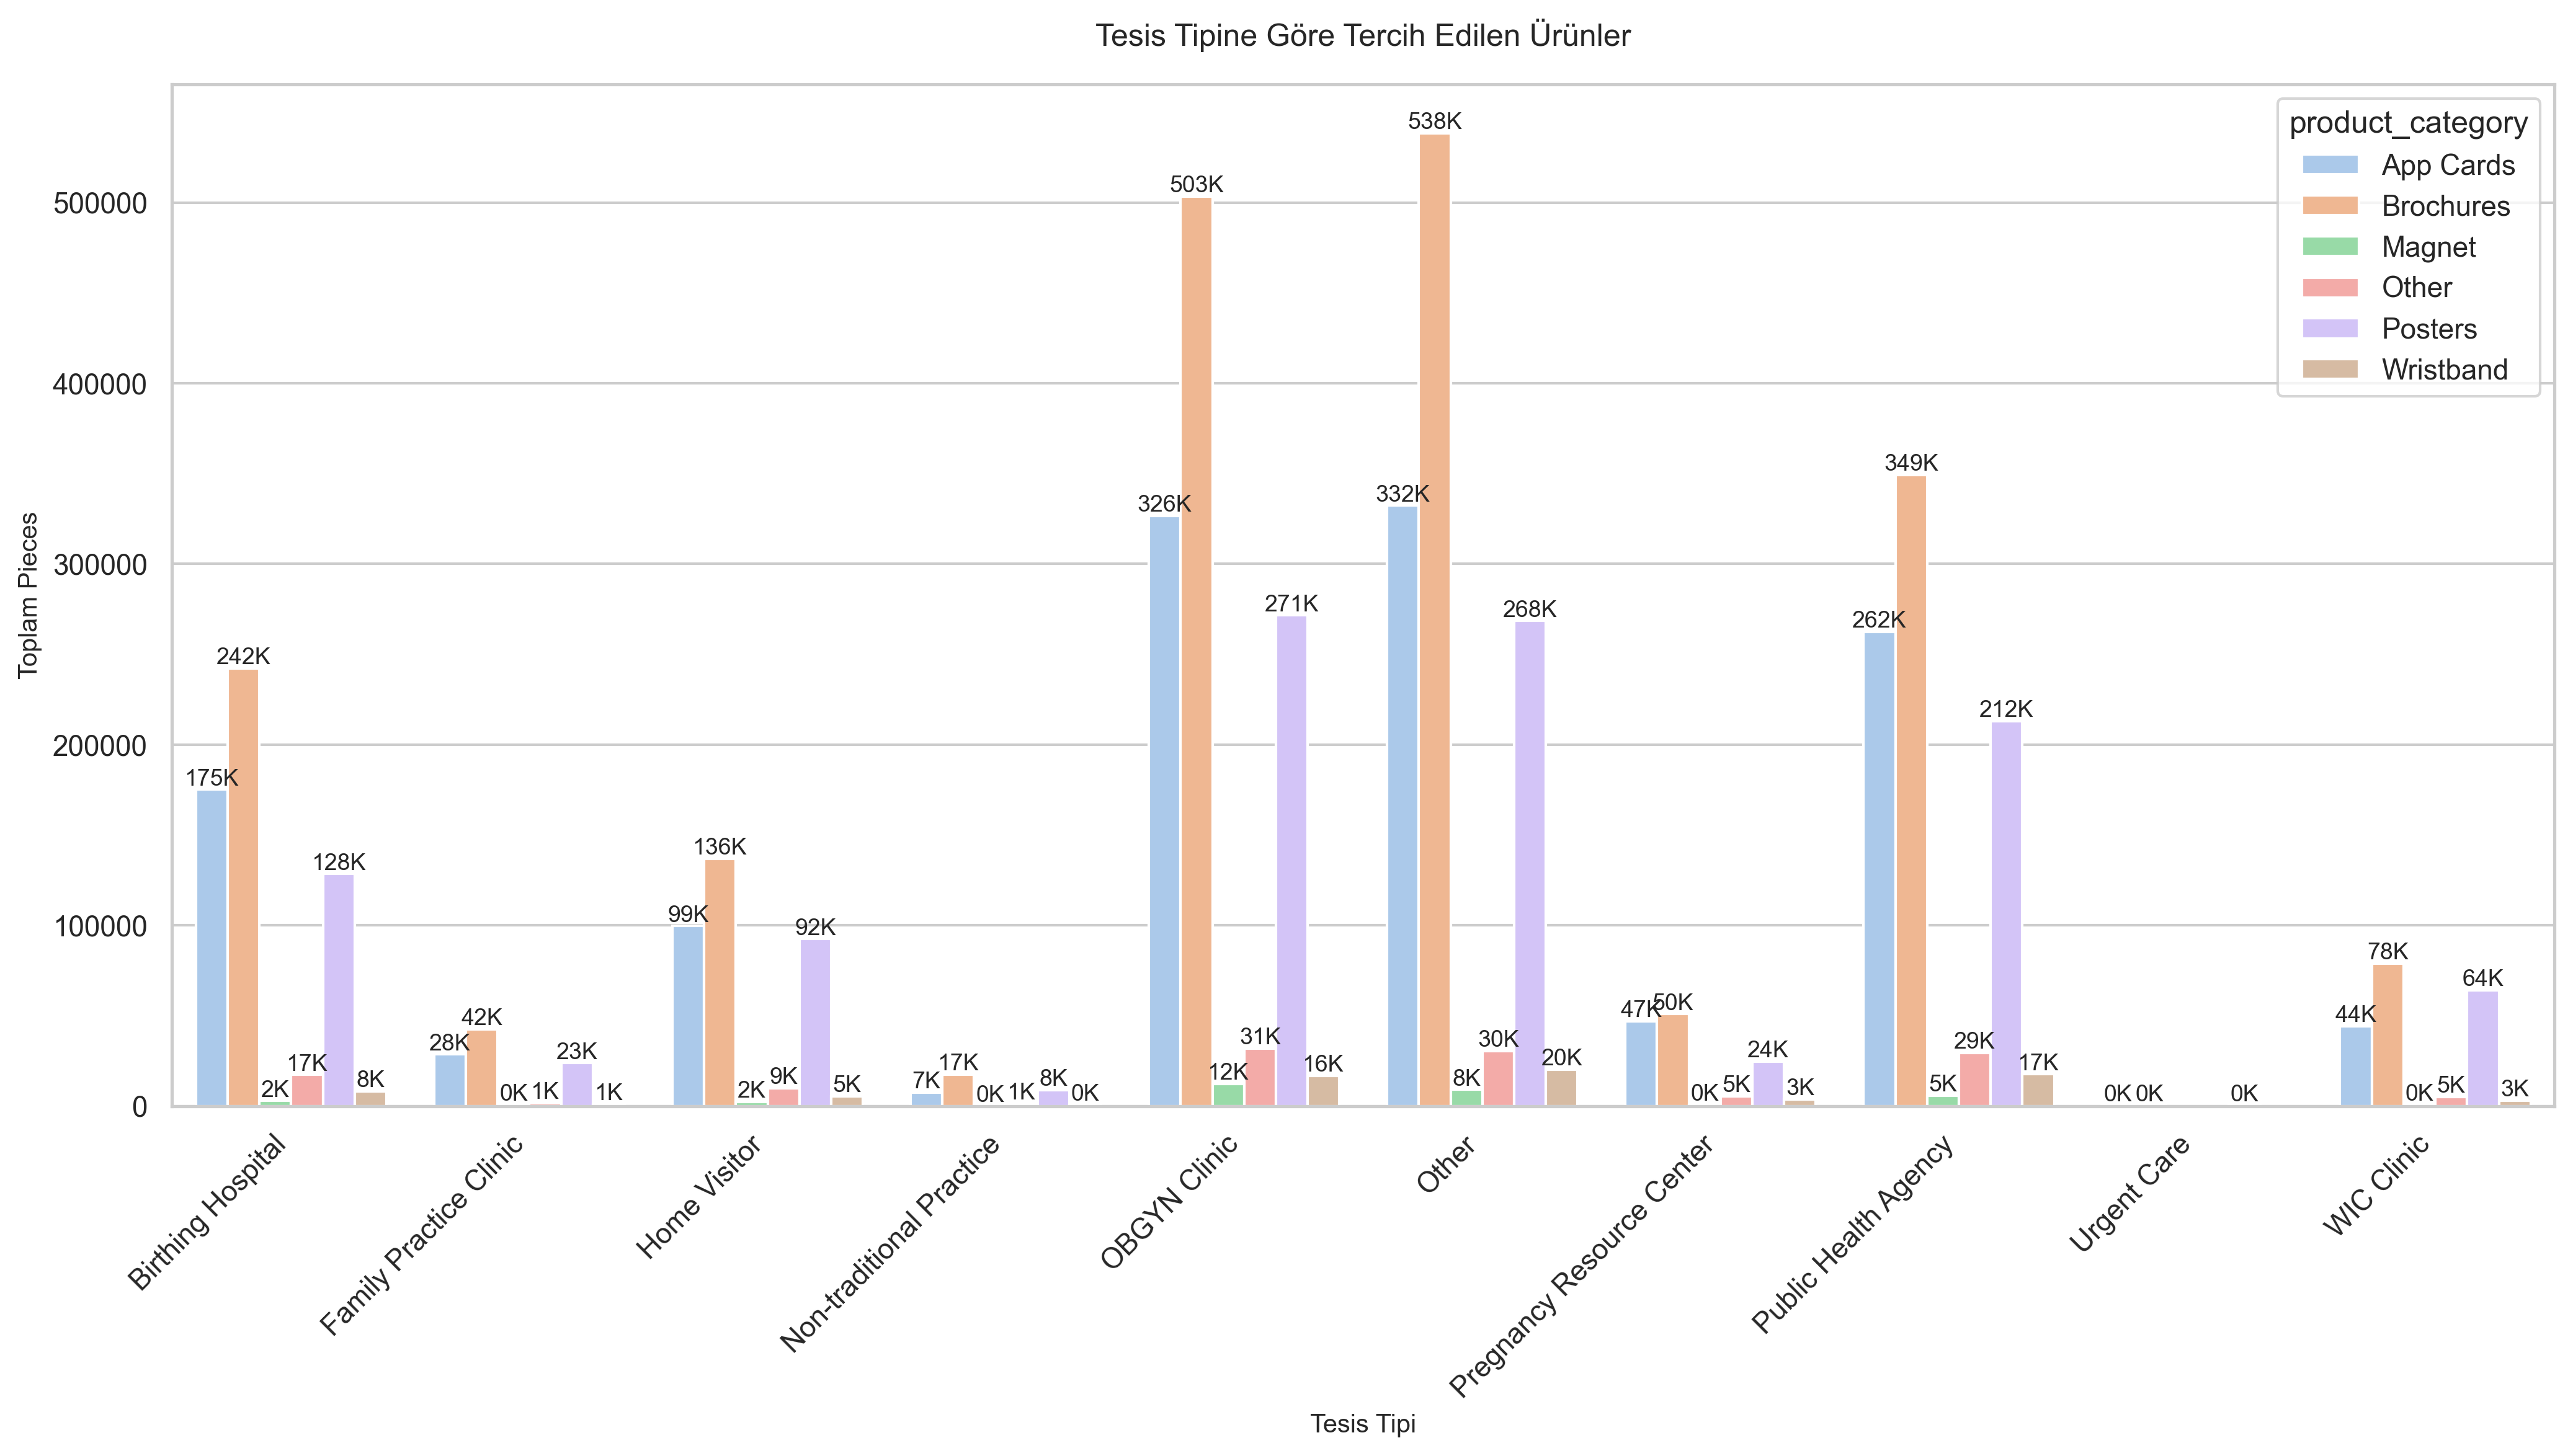 Tesis Tipine Göre Tercih Edilen Ürünler
product_category
App Cards
Brochures
Magnet
Other
Posters
Wristband
Toplam Pieces
500000
400000
300000
200000
100000
0
175K 242K 2K 17K 128K 8K
28K 42K 0K 1K 23K 1K
99K 136K 2K 9K 92K 5K
7K 17K 0K 1K 8K 0K
326K 503K 12K 31K 271K 16K
332K 538K 8K 30K 268K 20K
47K 50K 0K 5K 24K 3K
262K 349K 5K 29K 212K 17K
0K 0K 0K
44K 78K 0K 5K 64K 3K
Birthing Hospital
Family Practice Clinic
Home Visitor
Non-traditional Practice
OBGYN Clinic
Other
Pregnancy Resource Center
Public Health Agency
Urgent Care
WIC Clinic
Tesis Tipi